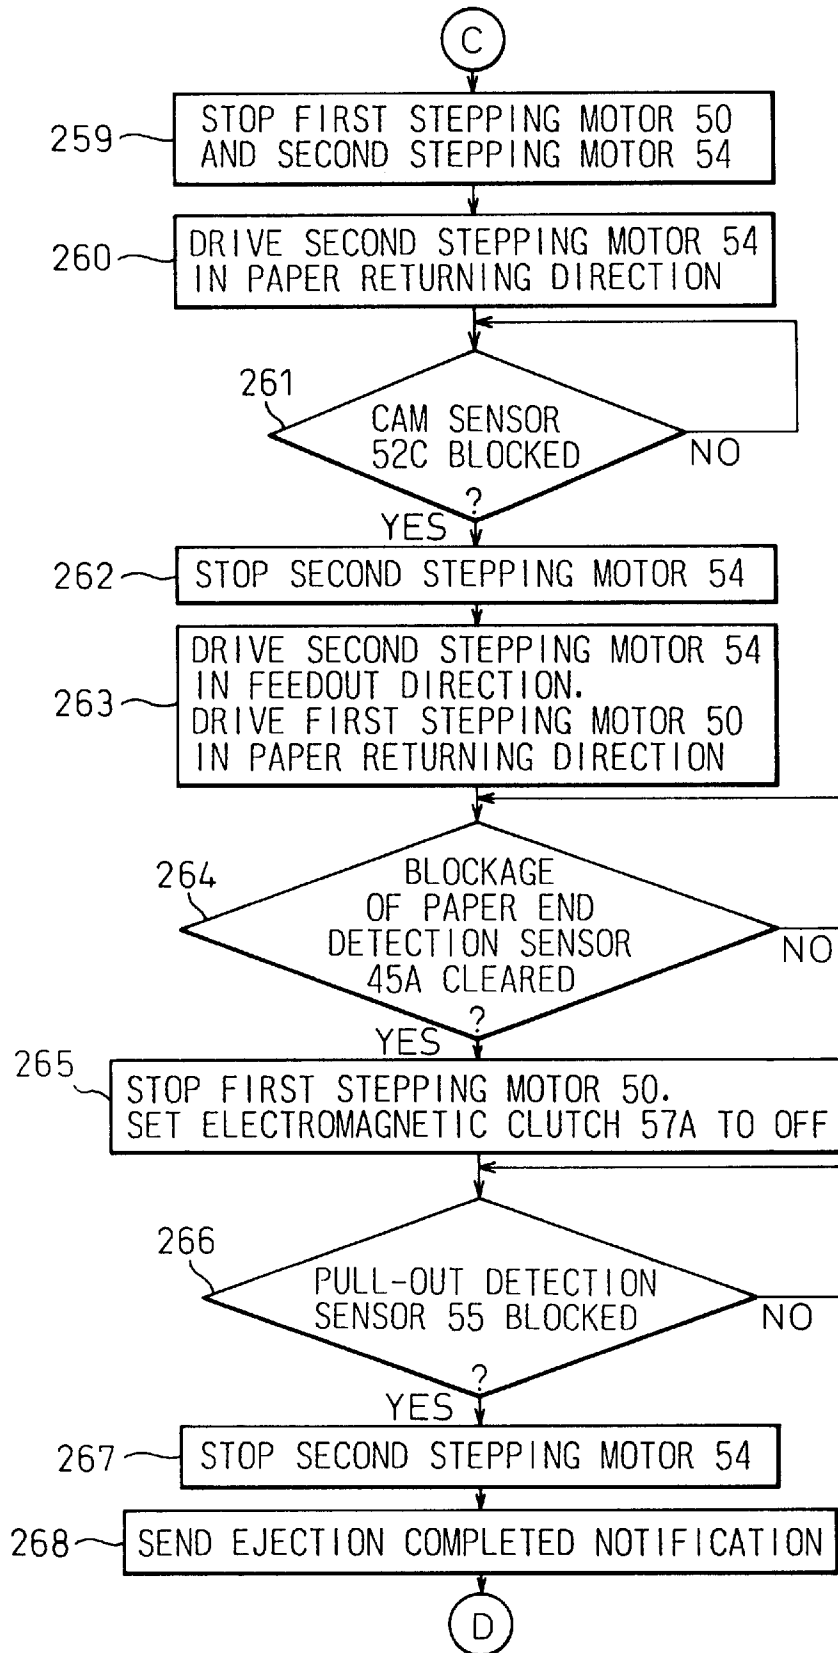 C
259
STOP FIRST STEPPING MOTOR 50
AND SECOND STEPPING MOTOR 54
260
DRIVE SECOND STEPPING MOTOR 54
IN PAPER RETURNING DIRECTION
261
CAM SENSOR
52C BLOCKED
?
NO
YES
262
STOP SECOND STEPPING MOTOR 54
263
DRIVE SECOND STEPPING MOTOR 54
IN FEEDOUT DIRECTION.
DRIVE FIRST STEPPING MOTOR 50
IN PAPER RETURNING DIRECTION
264
BLOCKAGE
OF PAPER END
DETECTION SENSOR
45A CLEARED
?
NO
YES
265
STOP FIRST STEPPING MOTOR 50.
SET ELECTROMAGNETIC CLUTCH 57A TO OFF
266
PULL-OUT DETECTION
SENSOR 55 BLOCKED
?
NO
YES
267
STOP SECOND STEPPING MOTOR 54
268
SEND EJECTION COMPLETED NOTIFICATION
D